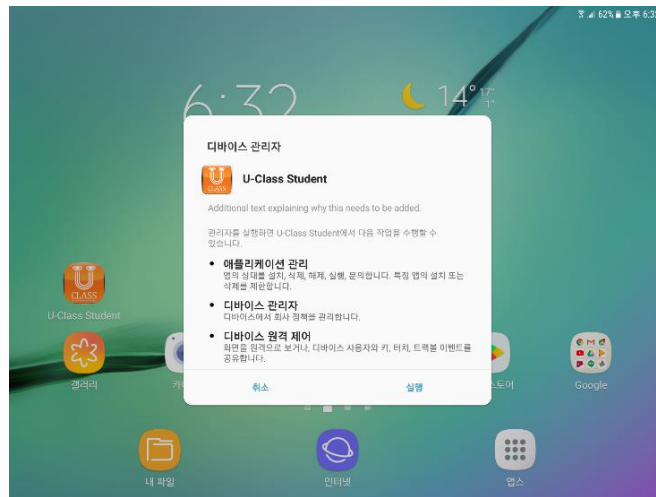 62% 오후 6:32
6:32
14° 17°
1°
디바이스 관리자
CLASS
U-Class Student
Additional text explaining why this needs to be added.
관리자를 실행하면 U-Class Student에서 다음 작업을 수행할 수
있습니다.
• 애플리케이션 관리
앱의 상태를 설치, 삭제, 해제, 실행, 문의합니다. 특정 앱의 설치 또는
삭제를 제한합니다.
• 디바이스 관리자
디바이스에서 회사 정책을 관리합니다.
• 디바이스 원격 제어
화면을 원격으로 보거나, 디바이스 사용자와 키, 터치, 트랙볼 이벤트를
공유합니다.
취소 실행
CLASS
U-Class Student
갤러리 카 스토어 Google
내 파일 인터넷 앱스